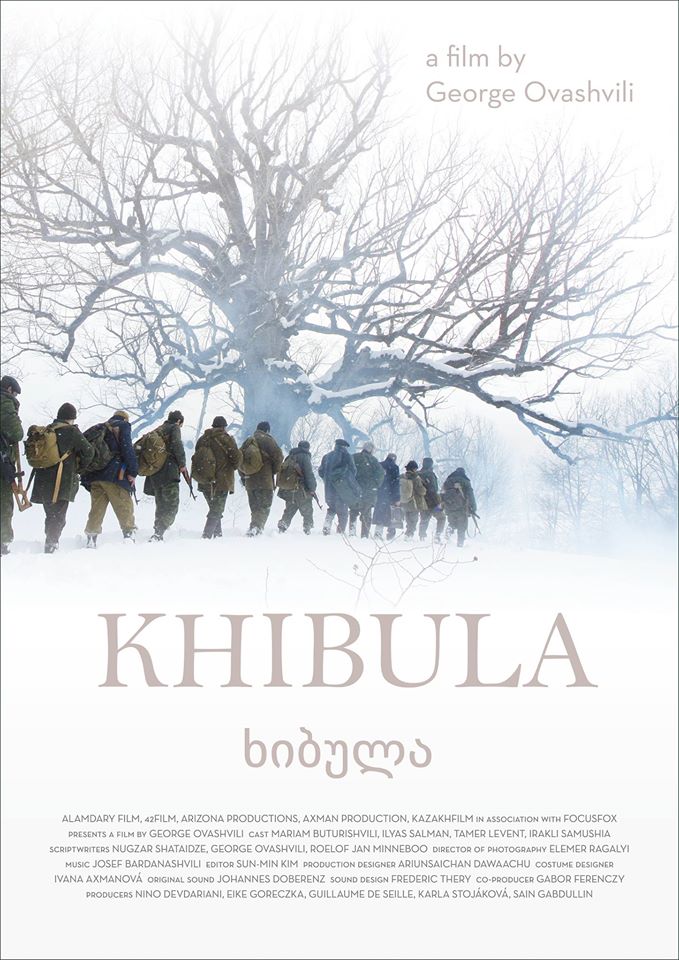 a film by
George Ovashvili
KHIBULA
ხიბულა
ALAMDARY FILM, 42FILM, ARIZONA PRODUCTIONS, AXMAN PRODUCTION, KAZAKHFILM IN ASSOCIATION WITH FOCUSFOX
PRESENTS A FILM BY GEORGE OVASHVILI CAST MARIAM BUTURISHVILI, ILYAS SALMAN, TAMER LEVENT, IRAKLI SAMUSHIA
SCRIPTWRITERS NUGZAR SHATAIDZE, GEORGE OVASHVILI, ROELOF JAN MINNEBOO DIRECTOR OF PHOTOGRAPHY ELEMER RAGALYI
MUSIC JOSEF BARDANASHVILI EDITOR SUN-MIN KIM PRODUCTION DESIGNER ARIUNSAICHAN DAWAACHU COSTUME DESIGNER
IVANA AXMANOVÁ ORIGINAL SOUND JOHANNES DOBERENZ SOUND DESIGN FREDERIC THERY CO-PRODUCER GABOR FERENCZY
PRODUCERS NINO DEVDARIANI, EIKE GORECZKA, GUILLAUME DE SEILLE, KARLA STOJÁKOVÁ, SAIN GABDULLIN